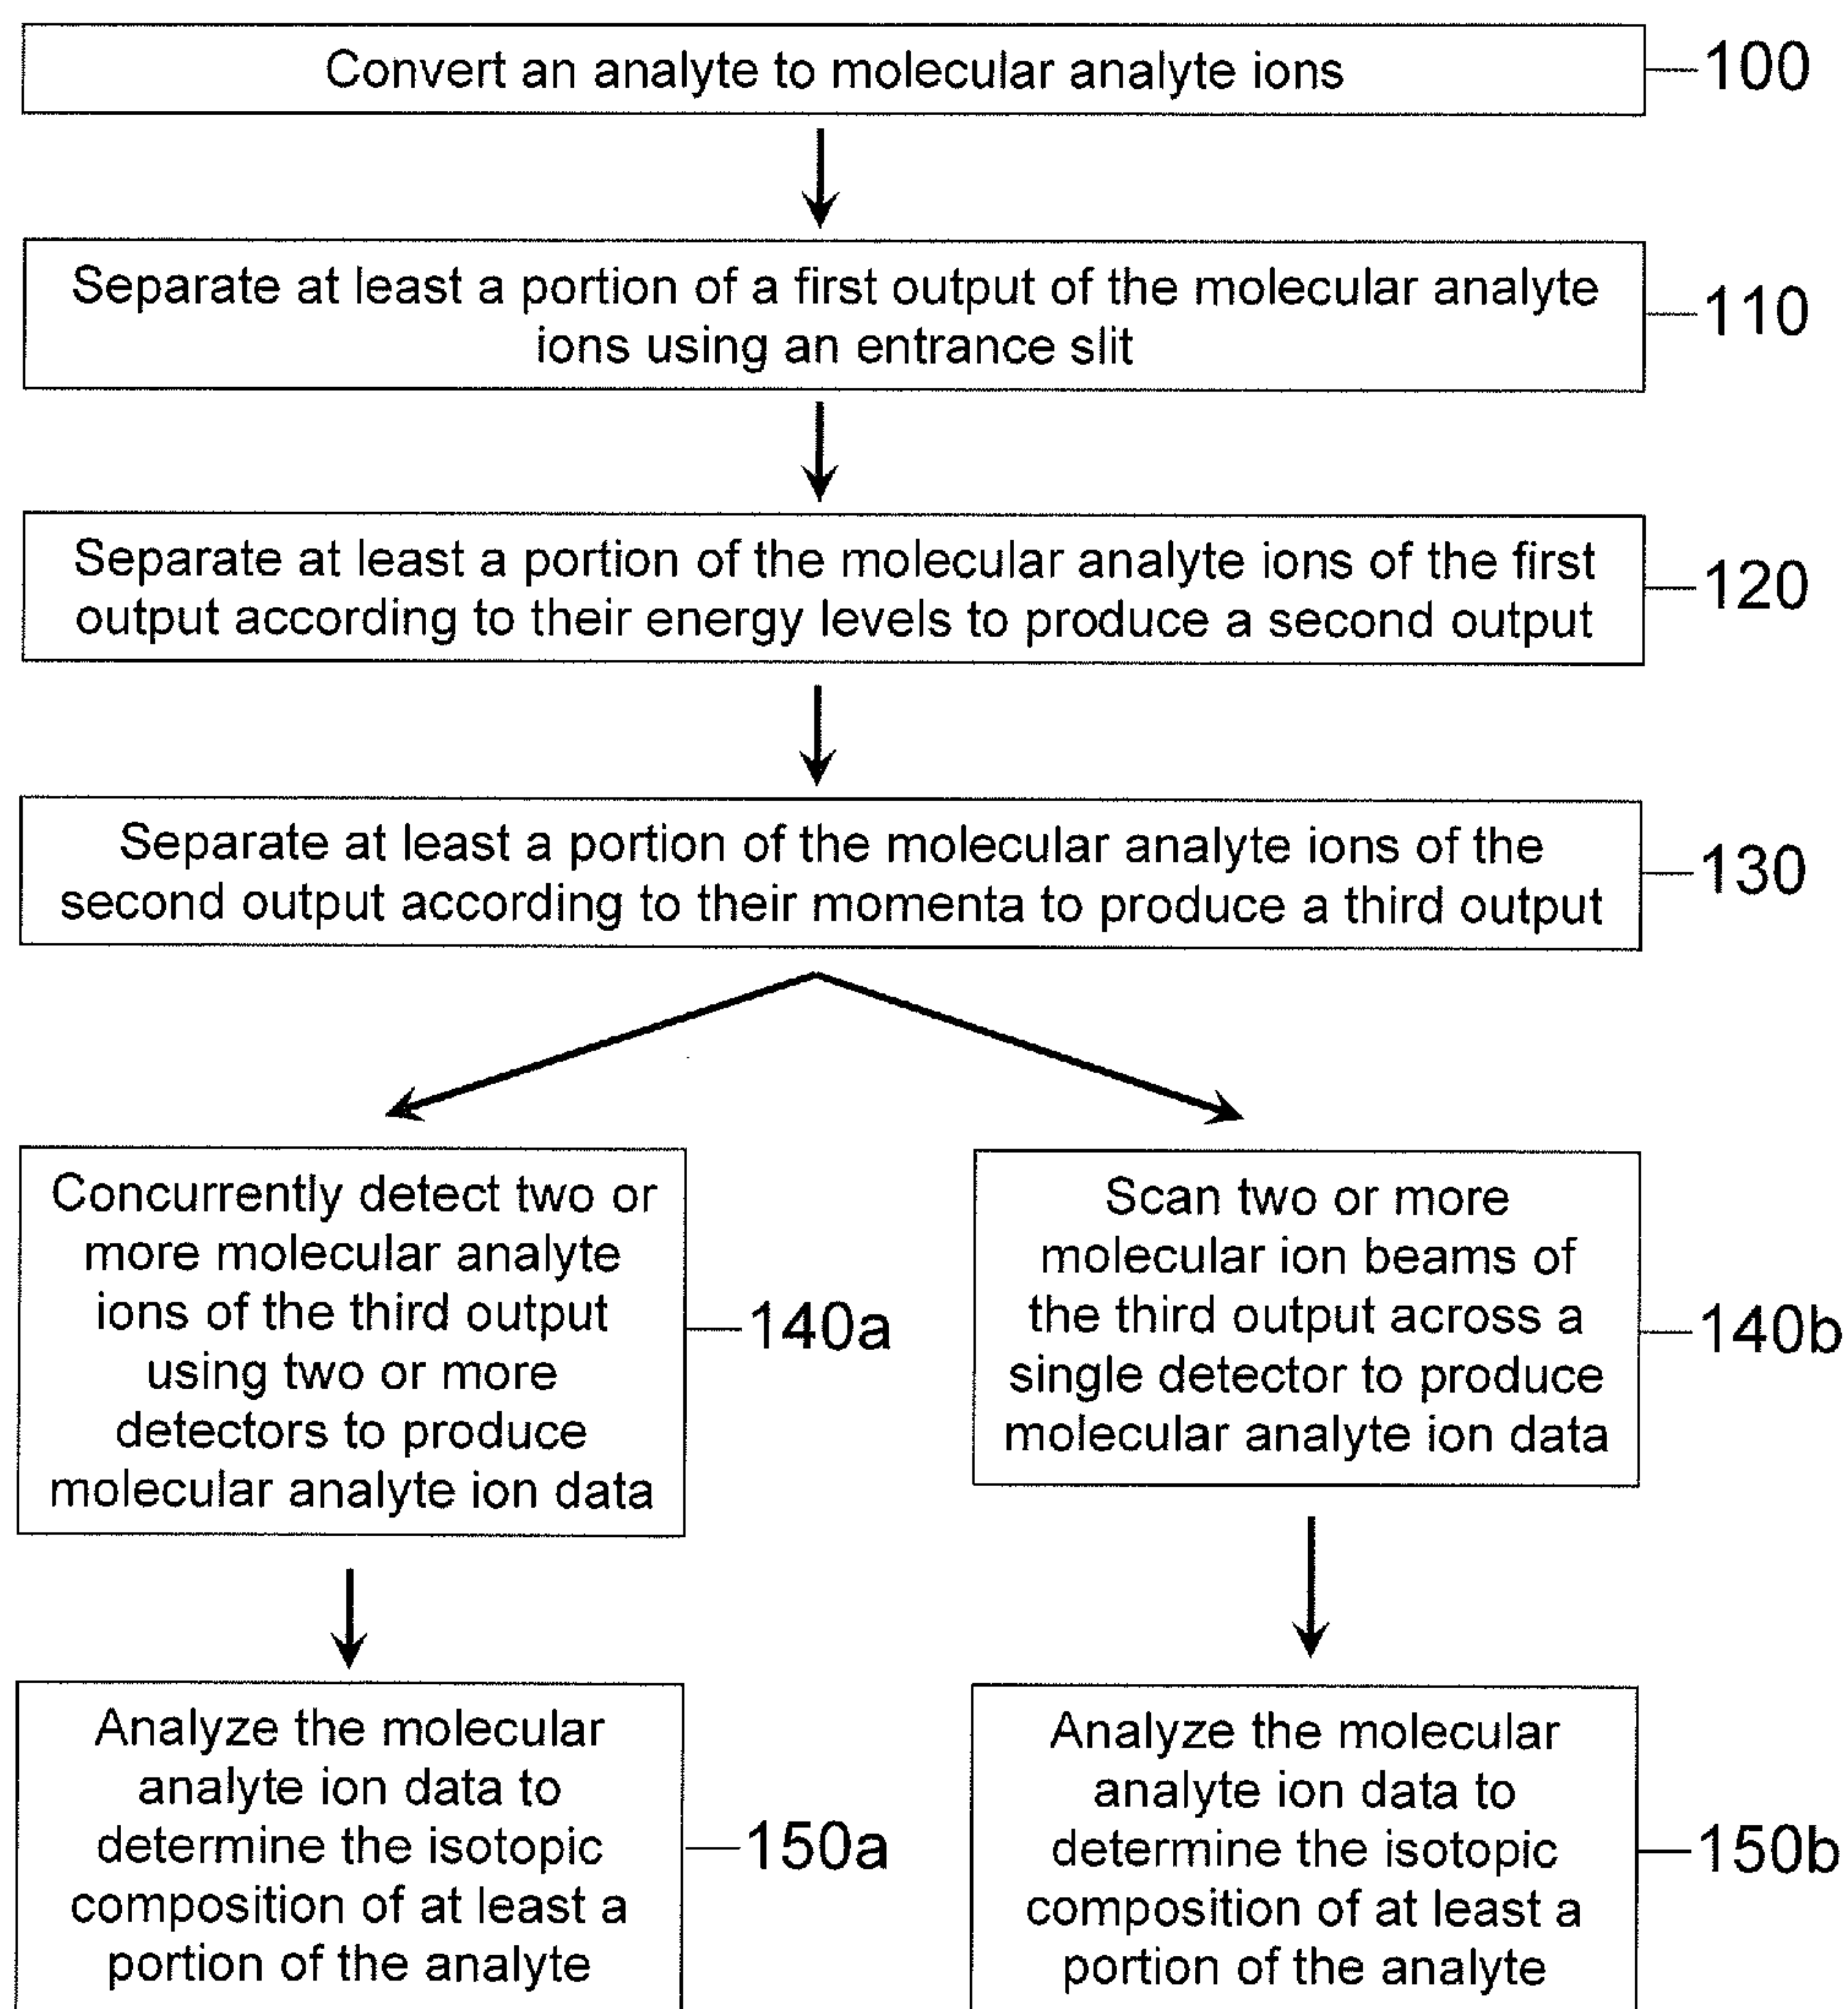 Convert an analyte to molecular analyte ions
100
Separate at least a portion of a first output of the molecular analyte
ions using an entrance slit
110
Separate at least a portion of the molecular analyte ions of the first
output according to their energy levels to produce a second output
120
Separate at least a portion of the molecular analyte ions of the
second output according to their momenta to produce a third output
130
Concurrently detect two or
more molecular analyte
ions of the third output
using two or more
detectors to produce
molecular analyte ion data
140a
Scan two or more
molecular ion beams of
the third output across a
single detector to produce
molecular analyte ion data
140b
Analyze the molecular
analyte ion data to
determine the isotopic
composition of at least a
portion of the analyte
150a
Analyze the molecular
analyte ion data to
determine the isotopic
composition of at least a
portion of the analyte
150b